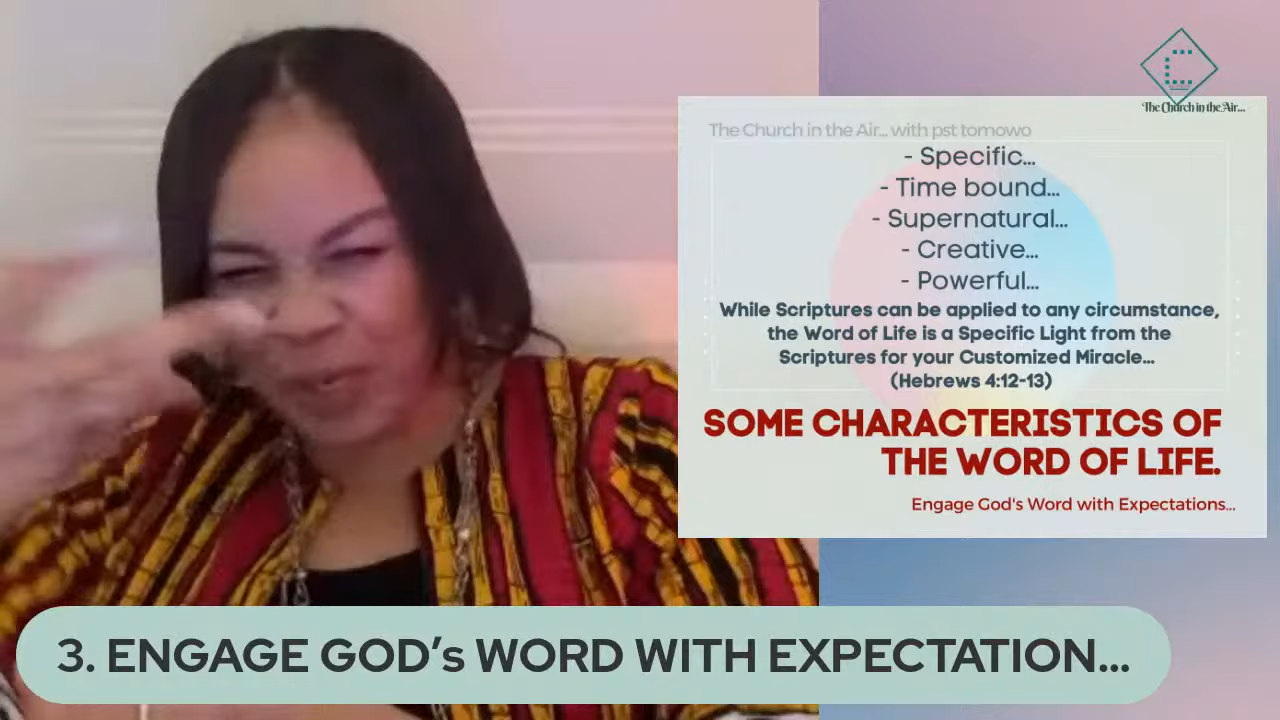 The Church in the Air...
The Church in the Air... with pst tomowo
- Specific...
- Time bound...
- Supernatural...
- Creative...
- Powerful...
While Scriptures can be applied to any circumstance,
the Word of Life is a Specific Light from the
Scriptures for your Customized Miracle...
(Hebrews 4:12-13)
SOME CHARACTERISTICS OF
THE WORD OF LIFE.
Engage God's Word with Expectations...
3. ENGAGE GOD’s WORD WITH EXPECTATION...